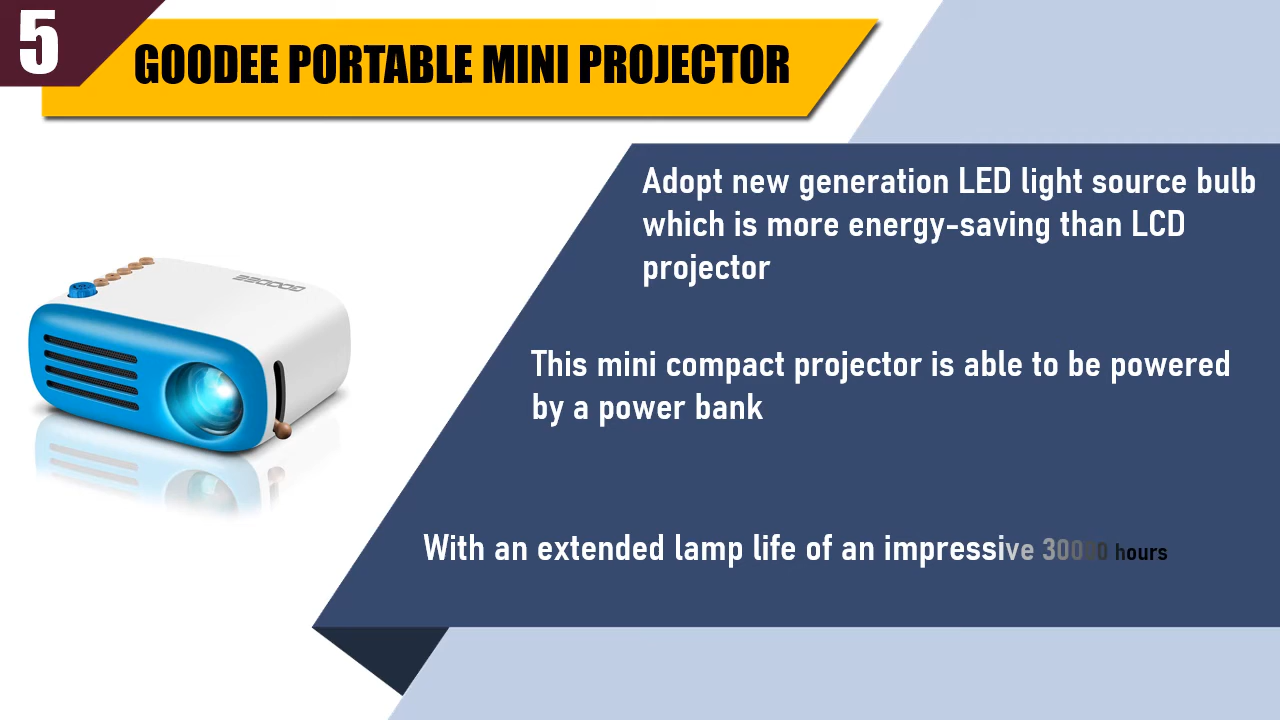 5
GOODEE PORTABLE MINI PROJECTOR
Adopt new generation LED light source bulb
which is more energy-saving than LCD
projector
GOODEE
This mini compact projector is able to be powered
by a power bank
With an extended lamp life of an impressive 30000 hours